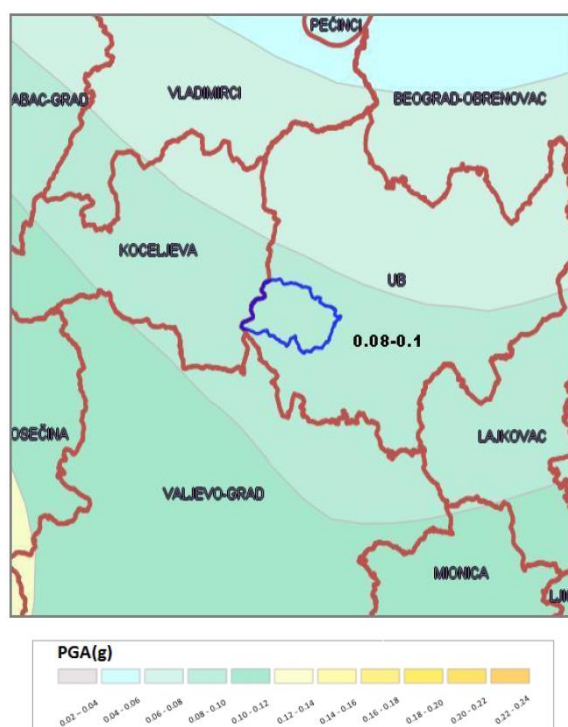 PEČINCI
ABAC-GRAD
VLADIMIRCI
BEOGRAD-OBRENOVAC
KOCELJEVA
UB
0.08-0.1
OSEČINA
LAJKOVAC
VALJEVO-GRAD
MIONICA
LJIG
PGA(g)
0.02 – 0.04
0.04 - 0.06
0.06 - 0.08
0.08 - 0.10
0.10 - 0.12
0.12 - 0.14
0.14 - 0.16
0.16 - 0.18
0.18 - 0.20
0.20 - 0.22
0.22 - 0.24